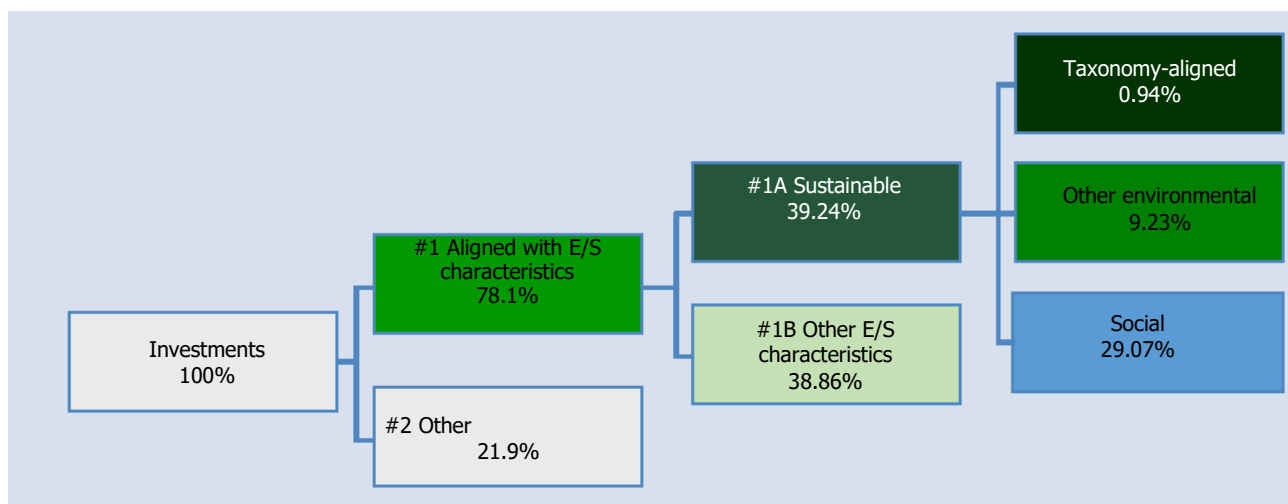 Investments
100%
#1 Aligned with E/S
characteristics
78.1%
#2 Other
21.9%
#1A Sustainable
39.24%
#1B Other E/S
characteristics
38.86%
Taxonomy-aligned
0.94%
Other environmental
9.23%
Social
29.07%